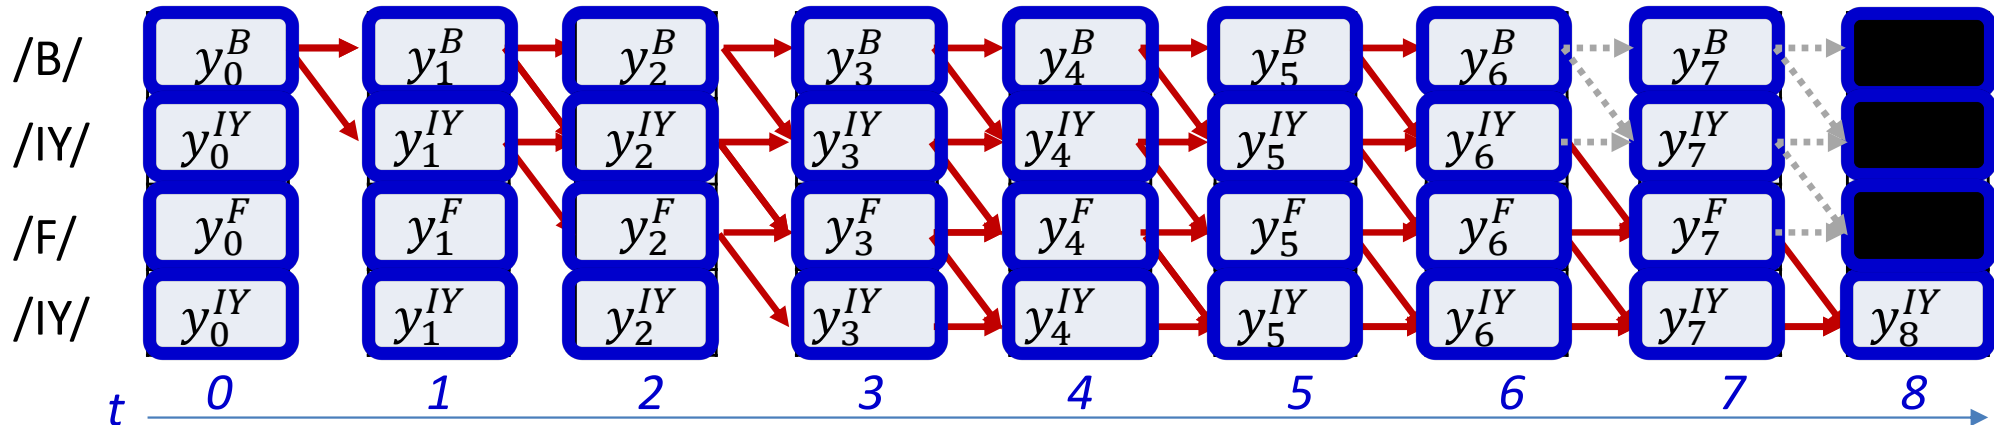 /B/ y_0^B y_1^B y_2^B y_3^B y_4^B y_5^B y_6^B y_7^B
/IY/ y_0^{IY} y_1^{IY} y_2^{IY} y_3^{IY} y_4^{IY} y_5^{IY} y_6^{IY} y_7^{IY}
/F/ y_0^F y_1^F y_2^F y_3^F y_4^F y_5^F y_6^F y_7^F
/IY/ y_0^{IY} y_1^{IY} y_2^{IY} y_3^{IY} y_4^{IY} y_5^{IY} y_6^{IY} y_7^{IY} y_8^{IY}
t 0 1 2 3 4 5 6 7 8